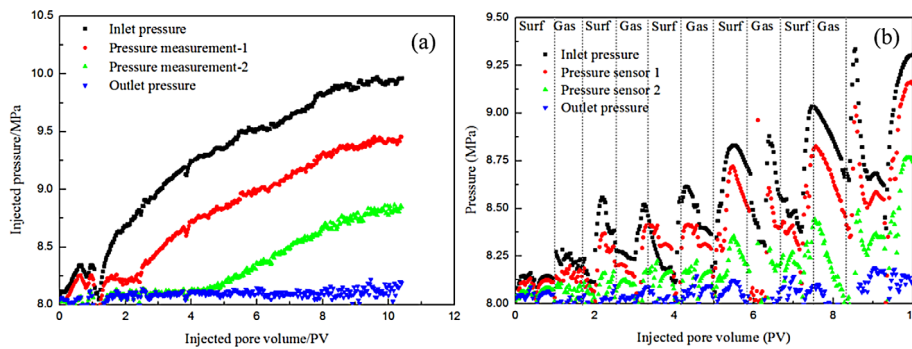 (a)
Inlet pressure
Pressure measurement-1
Pressure measurement-2
Outlet pressure
10.5
10.0
9.5
9.0
8.5
8.0
0 2 4 6 8 10 12
Injected pressure/MPa
Injected pore volume/PV
(b)
Surf Gas Surf Gas Surf Gas Surf Gas Surf Gas
Inlet pressure
Pressure sensor 1
Pressure sensor 2
Outlet pressure
9.50
9.25
9.00
8.75
8.50
8.25
8.00
0 2 4 6 8 10
Pressure (MPa)
Injected pore volume (PV)